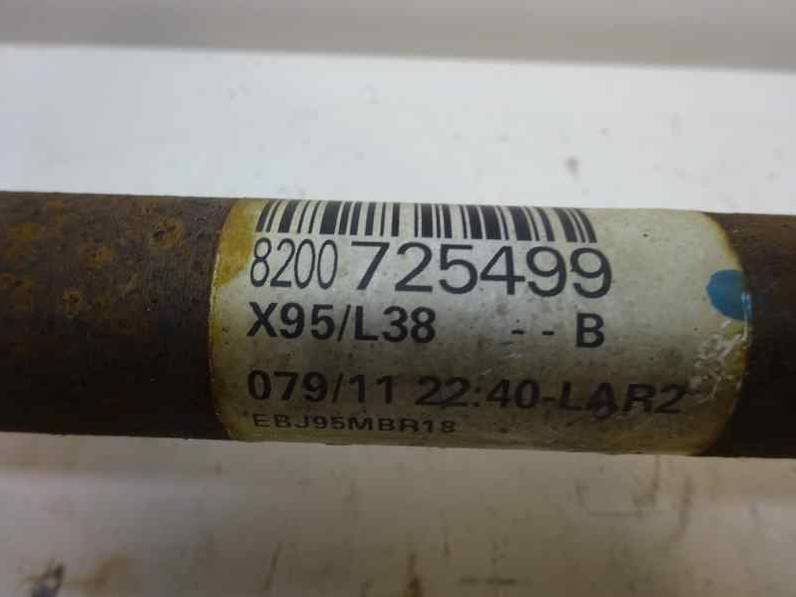 8200 725499
X95/L38 - - B
079/11 22:40-LAR2
EBJ95MBR18